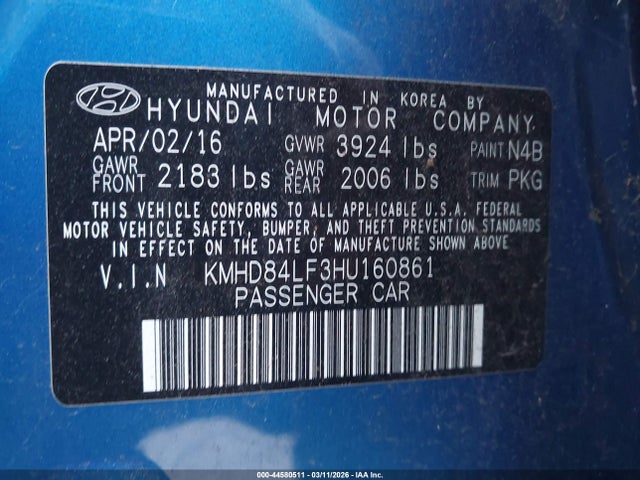 MANUFACTURED IN KOREA BY
HYUNDAI MOTOR COMPANY.
APR/02/16 GVWR 3924 lbs PAINT N4B
GAWR FRONT 2183 lbs GAWR REAR 2006 lbs TRIM PKG
THIS VEHICLE CONFORMS TO ALL APPLICABLE U.S.A. FEDERAL
MOTOR VEHICLE SAFETY, BUMPER, AND THEFT PREVENTION STANDARDS
IN EFFECT ON THE DATE OF MANUFACTURE SHOWN ABOVE.
V.I.N KMHD84LF3HU160861
PASSENGER CAR
000-44580511 - 03/11/2026 - IAA Inc.